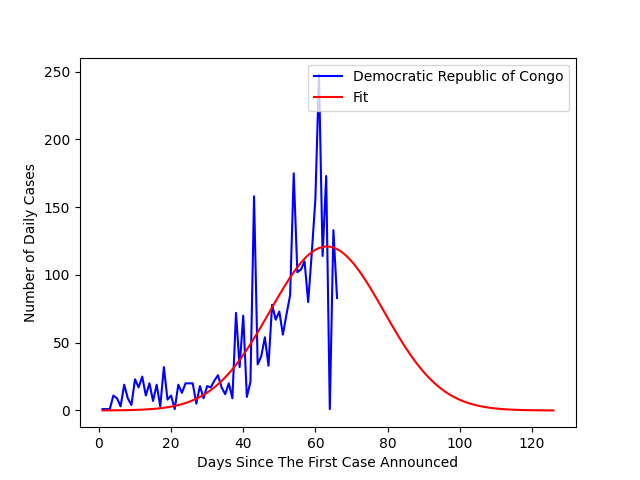 Democratic Republic of Congo
Fit
250
200
150
100
50
0
Number of Daily Cases
0 20 40 60 80 100 120
Days Since The First Case Announced